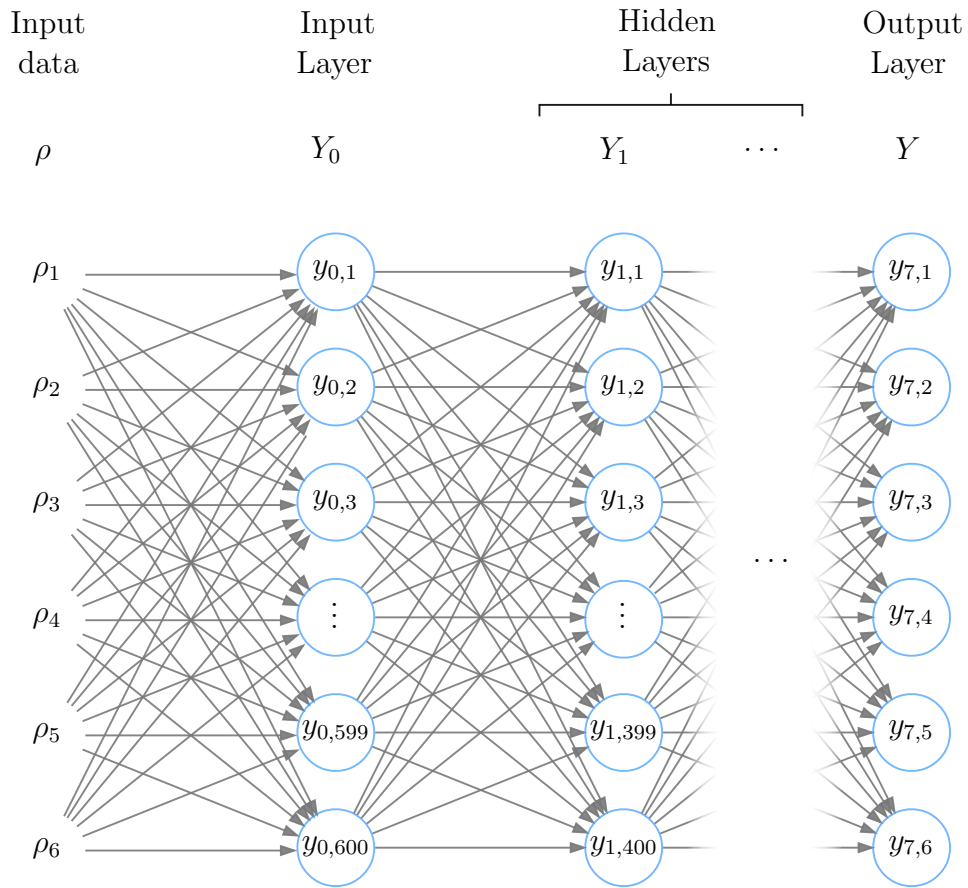 Input Input Hidden Output
data Layer Layers Layer
ρ Y₀ Y₁ ⋯ Y
ρ₁ y₀,₁ y₁,₁ y₇,₁
ρ₂ y₀,₂ y₁,₂ y₇,₂
ρ₃ y₀,₃ y₁,₃ y₇,₃
⋯
ρ₄ ⋮ ⋮ y₇,₄
ρ₅ y₀,₅₉₉ y₁,₃₉₉ y₇,₅
ρ₆ y₀,₆₀₀ y₁,₄₀₀ y₇,₆